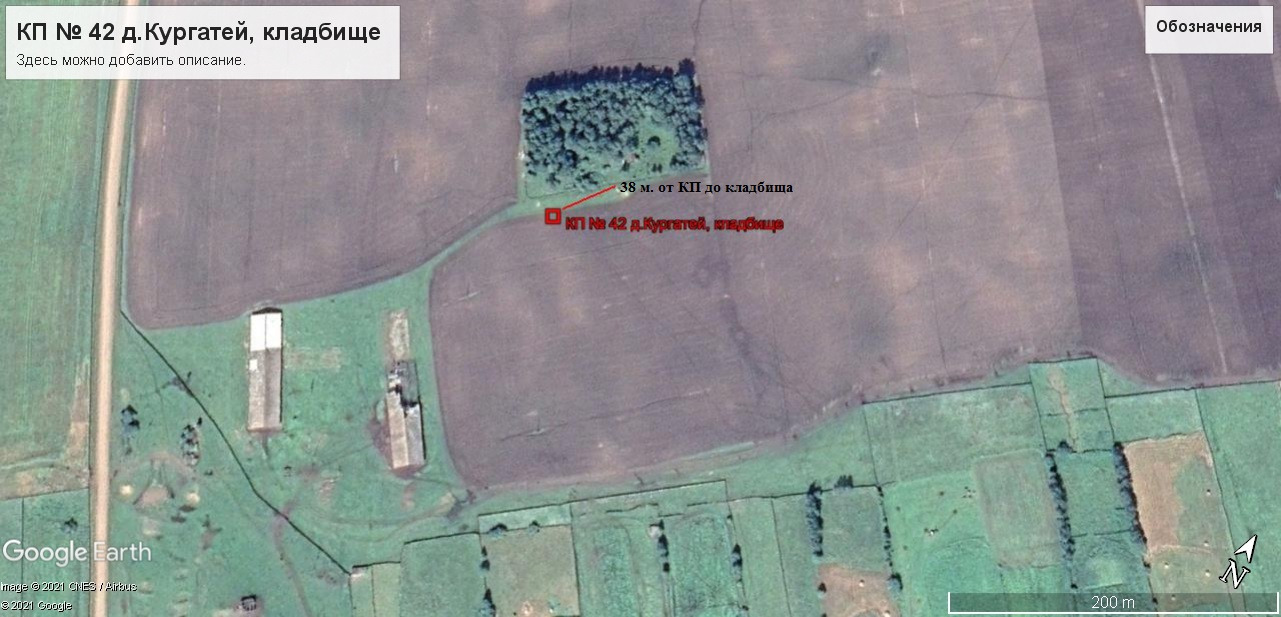 КП № 42 д.Кургатей, кладбище
Здесь можно добавить описание.
Обозначения
38 м. от КП до кладбища
КП № 42 д.Кургатей, кладбище
Google Earth
mage © 2021 CNES / Airbus
© 2021 Google
N
200 m